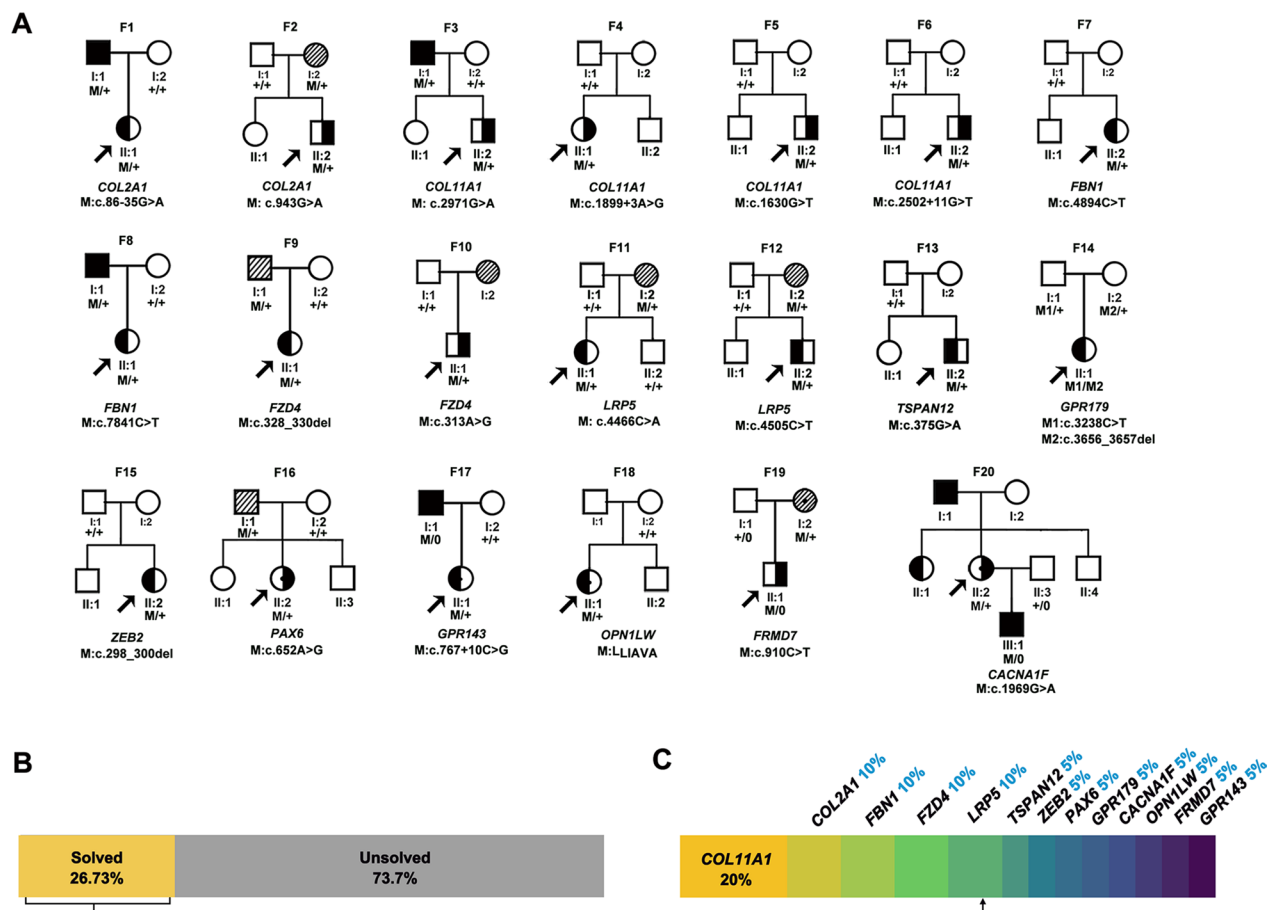 A
F1
I:1
M/+
I:2
+/+
II:1
M/+
COL2A1
M:c.86-35G>A
F2
I:1
+/+
I:2
M/+
II:1
II:2
M/+
COL2A1
M: c.943G>A
F3
I:1
M/+
I:2
+/+
II:1
II:2
M/+
COL11A1
M: c.2971G>A
F4
I:1
+/+
I:2
II:1
M/+
II:2
COL11A1
M:c.1899+3A>G
F5
I:1
+/+
I:2
II:1
II:2
M/+
COL11A1
M:c.1630G>T
F6
I:1
+/+
I:2
II:1
II:2
M/+
COL11A1
M:c.2502+11G>T
F7
I:1
+/+
I:2
II:1
II:2
M/+
FBN1
M:c.4894C>T
F8
I:1
M/+
I:2
+/+
II:1
M/+
FBN1
M:c.7841C>T
F9
I:1
M/+
I:2
+/+
II:1
M/+
FZD4
M:c.328_330del
F10
I:1
+/+
I:2
II:1
M/+
FZD4
M:c.313A>G
F11
I:1
+/+
I:2
M/+
II:1
M/+
II:2
+/+
LRP5
M: c.4466C>A
F12
I:1
+/+
I:2
M/+
II:1
II:2
M/+
LRP5
M:c.4505C>T
F13
I:1
+/+
I:2
II:1
II:2
M/+
TSPAN12
M:c.375G>A
F14
I:1
M1/+
I:2
M2/+
II:1
M1/M2
GPR179
M1:c.3238C>T
M2:c.3656_3657del
F15
I:1
+/+
I:2
II:1
II:2
M/+
ZEB2
M:c.298_300del
F16
I:1
M/+
I:2
+/+
II:1
II:2
M/+
II:3
PAX6
M:c.652A>G
F17
I:1
M/0
I:2
+/+
II:1
M/+
GPR143
M:c.767+10C>G
F18
I:1
I:2
+/+
II:1
M/+
II:2
OPN1LW
M:LLIAVA
F19
I:1
+/0
I:2
M/+
II:1
M/0
FRMD7
M:c.910C>T
F20
I:1
I:2
II:1
II:2
M/+
II:3
+/0
II:4
III:1
M/0
CACNA1F
M:c.1969G>A
B
Solved
26.73%
Unsolved
73.7%
C
COL11A1
20%
COL2A1 10%
FBN1 10%
FZD4 10%
LRP5 10%
TSPAN12 5%
ZEB2 5%
PAX6 5%
GPR179 5%
CACNA1F 5%
OPN1LW 5%
FRMD7 5%
GPR143 5%